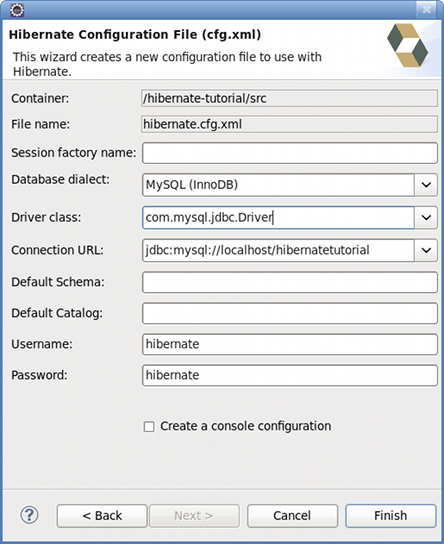 Hibernate Configuration File (cfg.xml)
This wizard creates a new configuration file to use with
Hibernate.
Container: /hibernate-tutorial/src
File name: hibernate.cfg.xml
Session factory name:
Database dialect: MySQL (InnoDB)
Driver class: com.mysql.jdbc.Driver
Connection URL: jdbc:mysql://localhost/hibernatetutorial
Default Schema:
Default Catalog:
Username: hibernate
Password: hibernate
Create a console configuration
? < Back Next > Cancel Finish